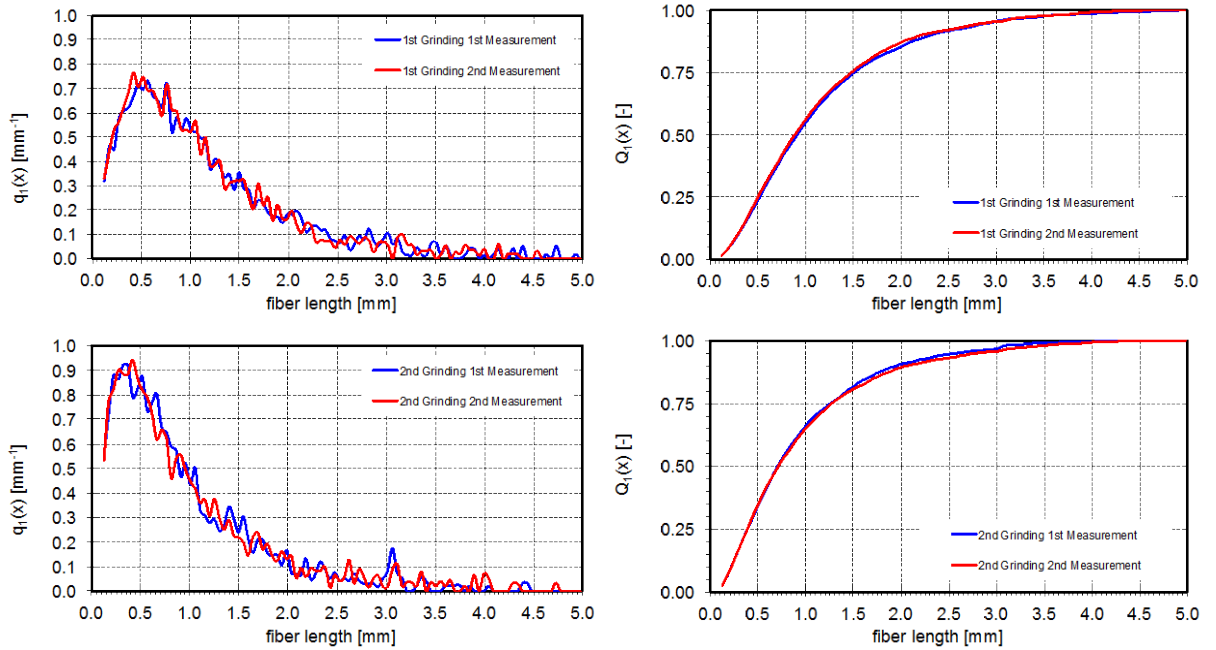 1.0
0.9
0.8
0.7
0.6
0.5
0.4
0.3
0.2
0.1
0.0
q₁(x) [mm⁻¹]
1st Grinding 1st Measurement
1st Grinding 2nd Measurement
0.0 0.5 1.0 1.5 2.0 2.5 3.0 3.5 4.0 4.5 5.0
fiber length [mm]
1.00
0.75
0.50
0.25
0.00
Q₁(x) [-]
1st Grinding 1st Measurement
1st Grinding 2nd Measurement
0.0 0.5 1.0 1.5 2.0 2.5 3.0 3.5 4.0 4.5 5.0
fiber length [mm]
1.0
0.9
0.8
0.7
0.6
0.5
0.4
0.3
0.2
0.1
0.0
q₁(x) [mm⁻¹]
2nd Grinding 1st Measurement
2nd Grinding 2nd Measurement
0.0 0.5 1.0 1.5 2.0 2.5 3.0 3.5 4.0 4.5 5.0
fiber length [mm]
1.00
0.75
0.50
0.25
0.00
Q₁(x) [-]
2nd Grinding 1st Measurement
2nd Grinding 2nd Measurement
0.0 0.5 1.0 1.5 2.0 2.5 3.0 3.5 4.0 4.5 5.0
fiber length [mm]